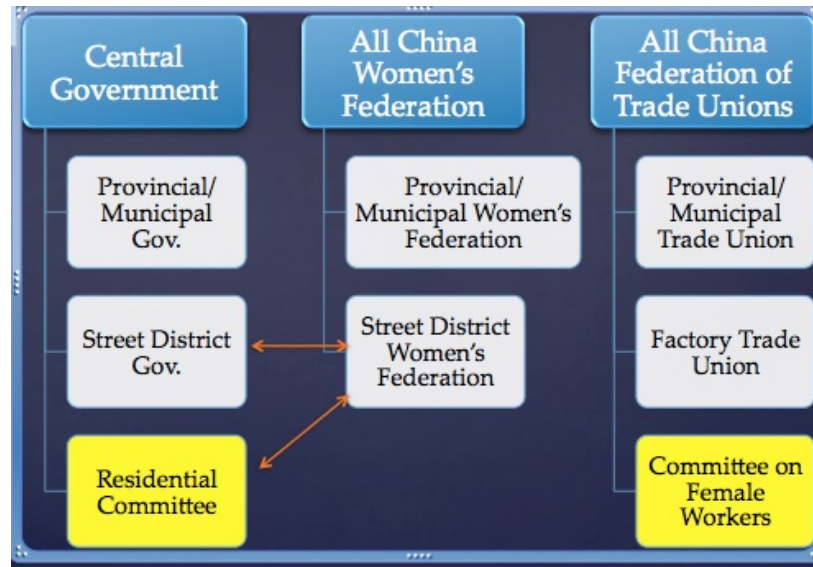 Central
Government
Provincial/
Municipal
Gov.
Street District
Gov.
Residential
Committee
All China
Women's
Federation
Provincial/
Municipal Women's
Federation
Street District
Women's
Federation
All China
Federation of
Trade Unions
Provincial/
Municipal
Trade Union
Factory Trade
Union
Committee on
Female
Workers